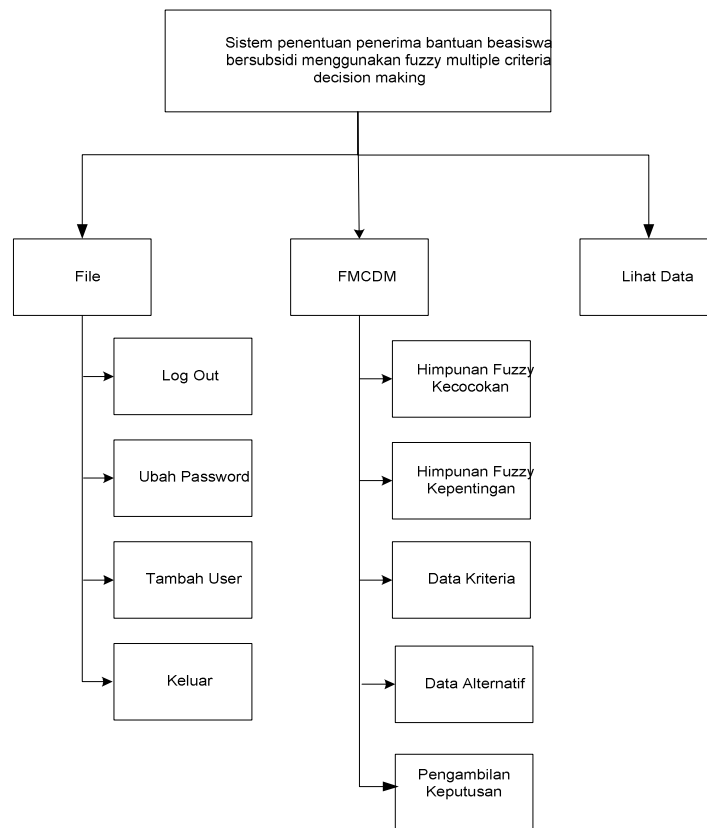 Sistem penentuan penerima bantuan beasiswa
bersubsidi menggunakan fuzzy multiple criteria
decision making
File
FMCDM
Lihat Data
Log Out
Himpunan Fuzzy
Kecocokan
Ubah Password
Himpunan Fuzzy
Kepentingan
Tambah User
Data Kriteria
Keluar
Data Alternatif
Pengambilan
Keputusan